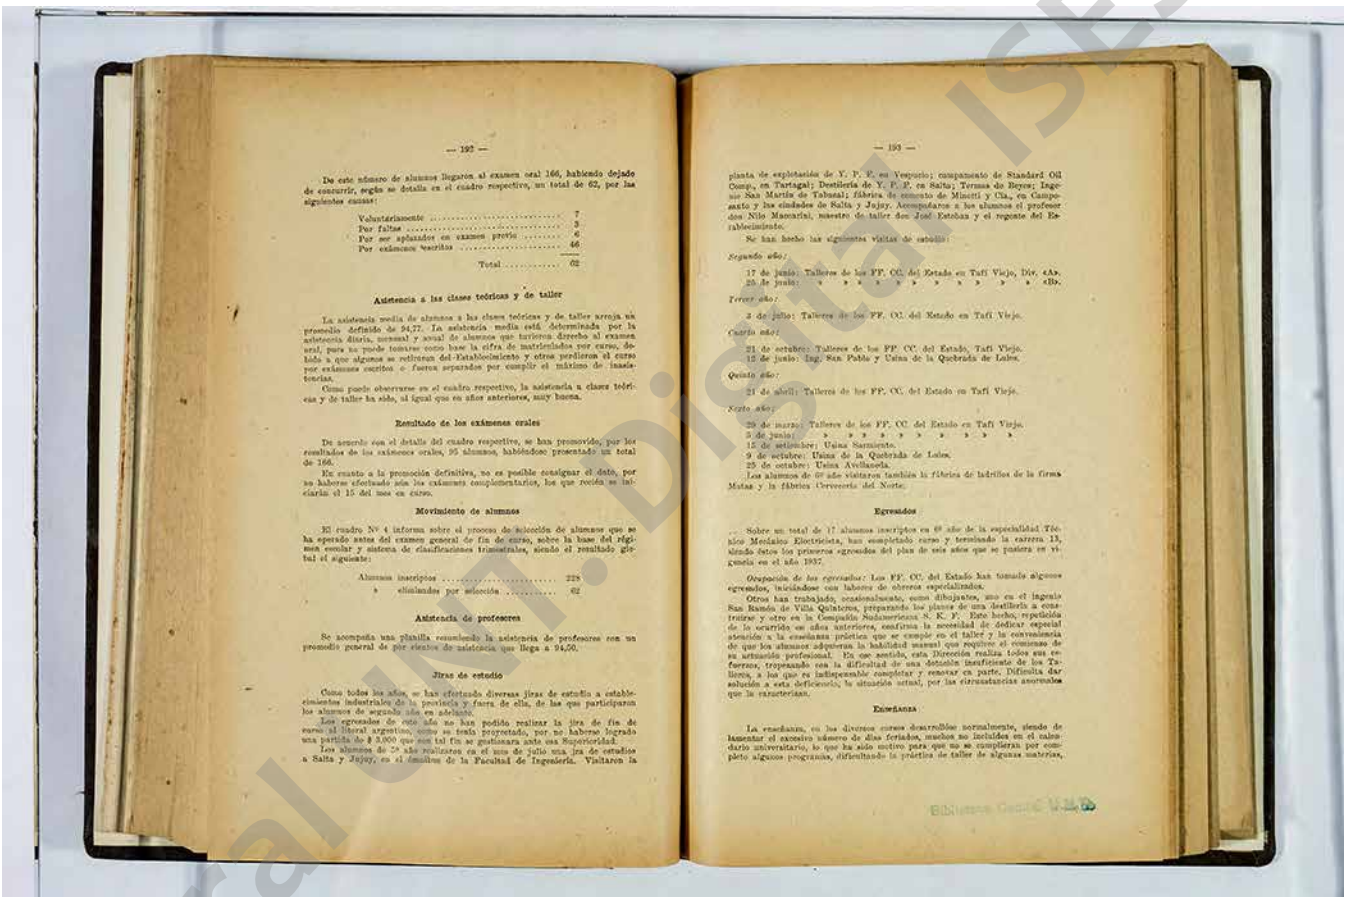 — 192 —
De este número de alumnos llegaron al examen oral 166, habiendo dejado
de concurrir, según se detalla en el cuadro respectivo, un total de 62, por las
siguientes causas:
Voluntariamente ............................ 7
Por faltas .................................. 3
Por ser aplazados en examen previo ........ 6
Por exámenes escritos ...................... 46
Total ............ 62
Asistencia a las clases teóricas y de taller
La asistencia media de alumnos a las clases teóricas y de taller arroja un
promedio definido de 94,77. La asistencia media está determinada por la
asistencia diaria, mensual y anual de alumnos que tuvieron derecho al examen
oral, pues no puede tomarse como base la cifra de matriculados por curso, de-
bido a que algunos se retiraron del Establecimiento y otros perdieron el curso
por exámenes escritos o fueron separados por cumplir el máximo de inasis-
tencias.
Como puede observarse en el cuadro respectivo, la asistencia a clases teóri-
cas y de taller ha sido, al igual que en años anteriores, muy buena.
Resultado de los exámenes orales
De acuerdo con el detalle del cuadro respectivo, se han promovido, por los
resultados de los exámenes orales, 95 alumnos, habiéndose presentado un total
de 166.
En cuanto a la promoción definitiva, no es posible consignar el dato, por
no haberse efectuado aún los exámenes complementarios, los que recién se ini-
ciarán el 15 del mes en curso.
Movimiento de alumnos
El cuadro Nº 4 informa sobre el proceso de selección de alumnos que se
ha operado antes del examen general de fin de curso, sobre la base del régi-
men escolar y sistema de clasificaciones trimestrales, siendo el resultado glo-
bal el siguiente:
Alumnos inscriptos ........................ 228
» eliminados por selección ........... 62
Asistencia de profesores
Se acompaña una planilla resumiendo la asistencia de profesores con un
promedio general de por cientos de asistencia que llega a 94,50.
Jiras de estudio
Como todos los años, se han efectuado diversas jiras de estudio a estable-
cimientos industriales de la provincia y fuera de ella, de las que participaron
los alumnos de segundo año en adelante.
Los egresados de este año no han podido realizar la jira de fin de
curso al litoral argentino, como se tenía proyectado, por no haberse logrado
una partida de $ 3.000 que con tal fin se gestionara ante esa Superioridad.
Los alumnos de 5º año realizaron en el mes de julio una jira de estudios
a Salta y Jujuy, en el ómnibus de la Facultad de Ingeniería. Visitaron la
— 193 —
planta de explotación de Y. P. F. en Vespucio; campamento de Standard Oil
Comp., en Tartagal; Destilería de Y. P. F. en Salta; Termas de Reyes; Inge-
nio San Martín de Tabacal; fábrica de cemento de Minetti y Cía., en Campo-
santo y las ciudades de Salta y Jujuy. Acompañaron a los alumnos el profesor
don Nilo Maccarini, maestro de taller don José Esteban y el regente del Es-
tablecimiento.
Se han hecho las siguientes visitas de estudio:
Segundo año:
17 de junio: Talleres de los FF. CC. del Estado en Tafí Viejo, Div. «A».
25 de junio: » » » » » » » » » » «B».
Tercer año:
3 de julio: Talleres de los FF. CC. del Estado en Tafí Viejo.
Cuarto año:
21 de octubre: Talleres de los FF. CC. del Estado, Tafí Viejo.
12 de junio: Ing. San Pablo y Usina de la Quebrada de Lules.
Quinto año:
21 de abril: Talleres de los FF. CC. del Estado en Tafí Viejo.
Sexto año:
29 de marzo: Talleres de los FF. CC. del Estado en Tafí Viejo.
5 de junio: » » » » » » » » »
15 de setiembre: Usina Sarmiento.
9 de octubre: Usina de la Quebrada de Lules.
25 de octubre: Usina Avellaneda.
Los alumnos de 6º año visitaron también la fábrica de ladrillos de la firma
Matas y la fábrica Cervecería del Norte.
Egresados
Sobre un total de 17 alumnos inscriptos en 6º año de la especialidad Téc-
nico Mecánico Electricista, han completado curso y terminado la carrera 13,
siendo éstos los primeros egresados del plan de seis años que se pusiera en vi-
gencia en el año 1937.
Ocupación de los egresados: Los FF. CC. del Estado han tomado algunos
egresados, iniciándose con labores de obreros especializados.
Otros han trabajado, ocasionalmente, como dibujantes, uno en el ingenio
San Ramón de Villa Quinteros, preparando los planos de una destilería a cons-
truirse y otro en la Compañía Sudamericana S. K. F. Este hecho, repetición
de lo ocurrido en años anteriores, confirma la necesidad de dedicar especial
atención a la enseñanza práctica que se cumple en el taller y la conveniencia
de que los alumnos adquieran la habilidad manual que requiere el comienzo de
su actuación profesional. En ese sentido, esta Dirección realiza todos sus es-
fuerzos, tropezando con la dificultad de una dotación insuficiente de los Ta-
lleres, a los que es indispensable completar y renovar en parte. Dificulta dar
solución a esta deficiencia, la situación actual, por las circunstancias anormales
que la caracterizan.
Enseñanza
La enseñanza, en los diversos cursos desarrollóse normalmente, siendo de
lamentar el excesivo número de días feriados, muchos no incluídos en el calen-
dario universitario, lo que ha sido motivo para que no se cumplieran por com-
pleto algunos programas, dificultando la práctica de taller de algunas materias,
Biblioteca Central U.N.T.
ral UNT. Digital ISES